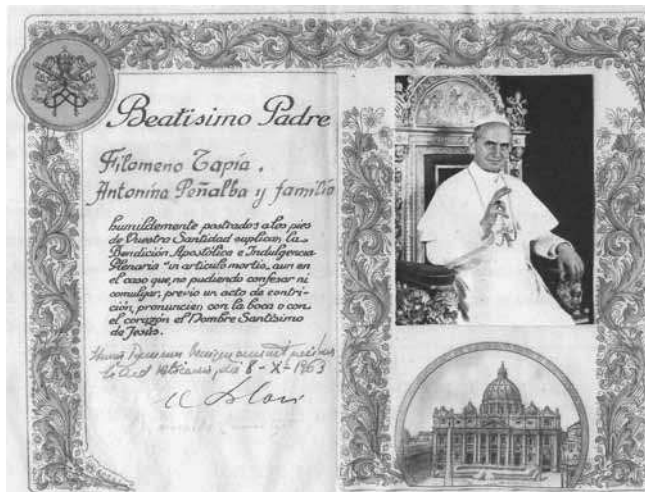 Beatisimo Padre
Filomeno Tapia.
Antonina Peñalba y familia
humildemente postrados a los pies
de Vuestra Santidad suplican la
Bendición Apostólica e Indulgencia
Plenaria "in articulo mortis, aun en
el caso que, no pudiendo confesar ni
comulgar, previo un acto de contri-
ción, pronuncien con la boca o con
el corazón el Nombre Santísimo
de Jesús.
8-X-1963